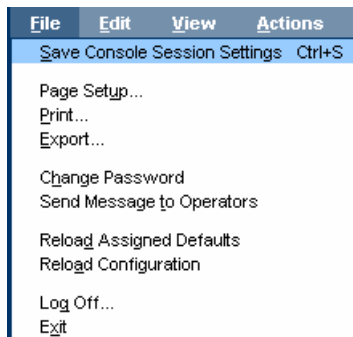 File Edit View Actions
Save Console Session Settings Ctrl+S
Page Setup...
Print...
Export...
Change Password
Send Message to Operators
Reload Assigned Defaults
Reload Configuration
Log Off...
Exit